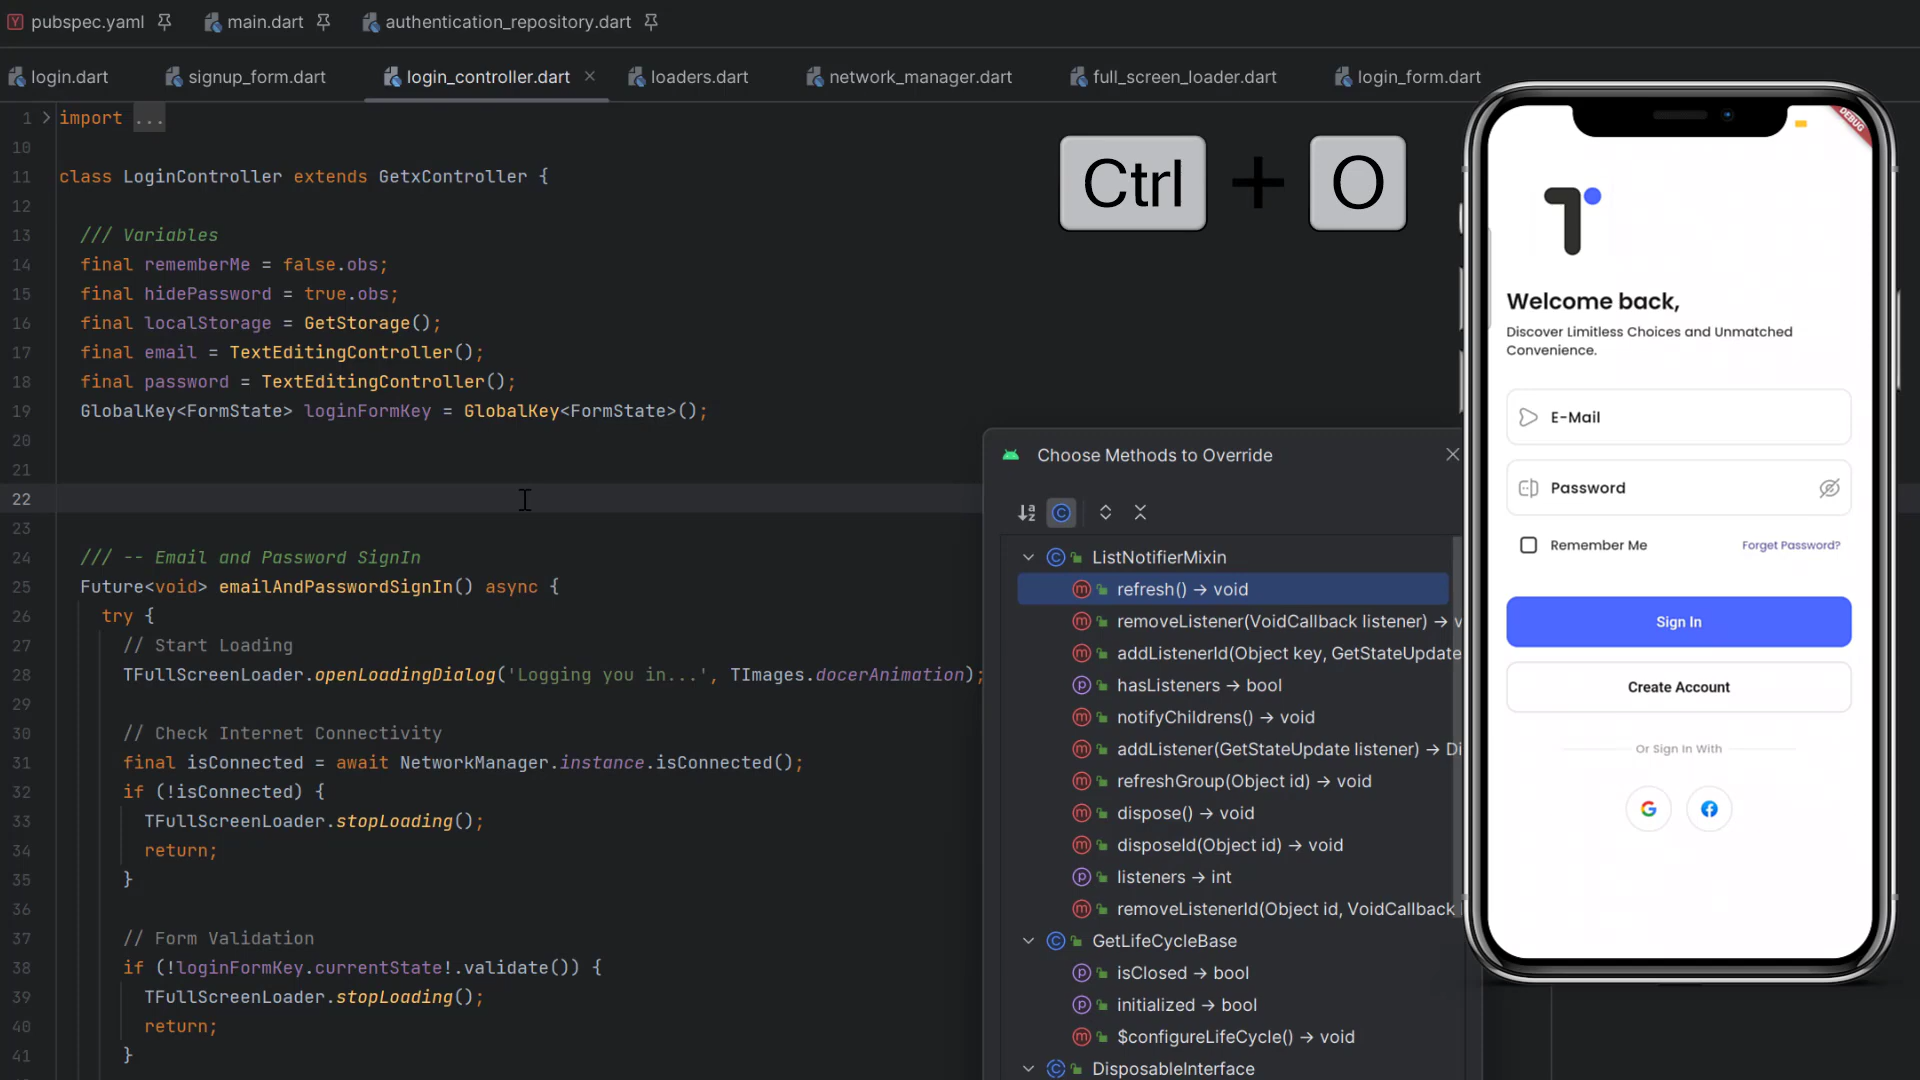 pubspec.yaml
main.dart
authentication_repository.dart
login.dart
signup_form.dart
login_controller.dart
loaders.dart
network_manager.dart
full_screen_loader.dart
login_form.dart
1 import ...
10
11 class LoginController extends GetxController {
12
13 /// Variables
14 final rememberMe = false.obs;
15 final hidePassword = true.obs;
16 final localStorage = GetStorage();
17 final email = TextEditingController();
18 final password = TextEditingController();
19 GlobalKey<FormState> loginFormKey = GlobalKey<FormState>();
20
21
22
23
24 /// -- Email and Password SignIn
25 Future<void> emailAndPasswordSignIn() async {
26 try {
27 // Start Loading
28 TFullScreenLoader.openLoadingDialog('Logging you in...', TImages.docerAnimation);
29
30 // Check Internet Connectivity
31 final isConnected = await NetworkManager.instance.isConnected();
32 if (!isConnected) {
33 TFullScreenLoader.stopLoading();
34 return;
35 }
36
37 // Form Validation
38 if (!loginFormKey.currentState!.validate()) {
39 TFullScreenLoader.stopLoading();
40 return;
41 }
Ctrl + O
Choose Methods to Override
ListNotifierMixin
refresh() → void
removeListener(VoidCallback listener) → v
addListenerId(Object key, GetStateUpdate
hasListeners → bool
notifyChildrens() → void
addListener(GetStateUpdate listener) → Di
refreshGroup(Object id) → void
dispose() → void
disposeId(Object id) → void
listeners → int
removeListenerId(Object id, VoidCallback
GetLifeCycleBase
isClosed → bool
initialized → bool
$configureLifeCycle() → void
DisposableInterface
DEBUG
Welcome back,
Discover Limitless Choices and Unmatched
Convenience.
E-Mail
Password
Remember Me
Forget Password?
Sign In
Create Account
Or Sign In With